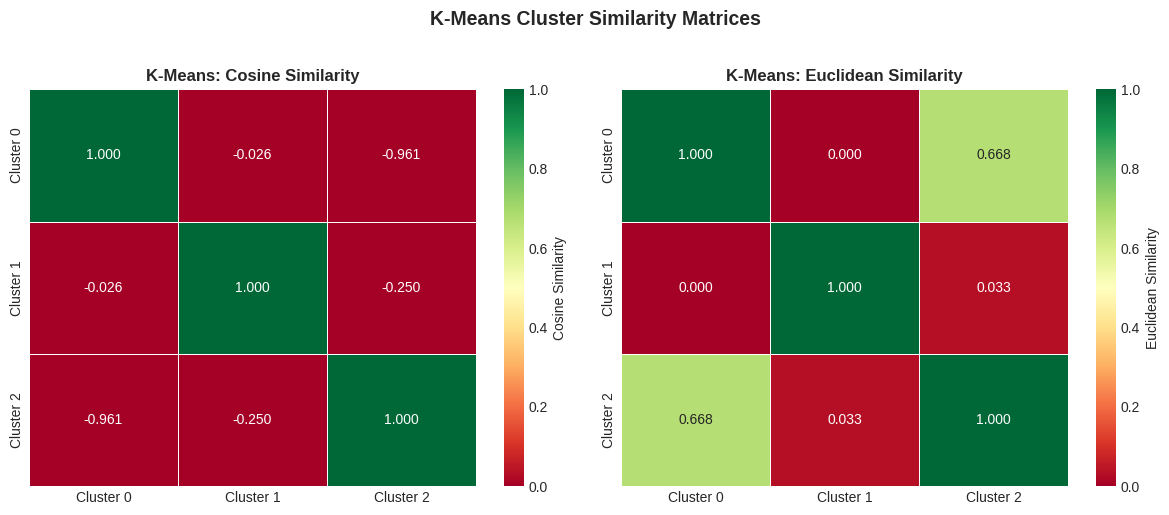 K-Means Cluster Similarity Matrices
K-Means: Cosine Similarity
Cluster 0
1.000 -0.026 -0.961
Cluster 1
-0.026 1.000 -0.250
Cluster 2
-0.961 -0.250 1.000
Cluster 0 Cluster 1 Cluster 2
1.0
0.8
0.6
0.4
0.2
0.0
Cosine Similarity
K-Means: Euclidean Similarity
Cluster 0
1.000 0.000 0.668
Cluster 1
0.000 1.000 0.033
Cluster 2
0.668 0.033 1.000
Cluster 0 Cluster 1 Cluster 2
1.0
0.8
0.6
0.4
0.2
0.0
Euclidean Similarity